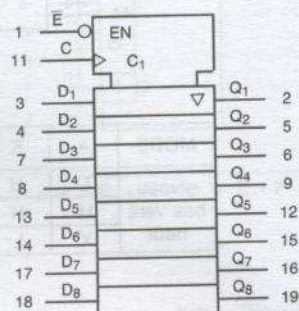 1 E̅ EN
11 C C₁
3 D₁ ▽ Q₁ 2
4 D₂ Q₂ 5
7 D₃ Q₃ 6
8 D₄ Q₄ 9
13 D₅ Q₅ 12
14 D₆ Q₆ 15
17 D₇ Q₇ 16
18 D₈ Q₈ 19